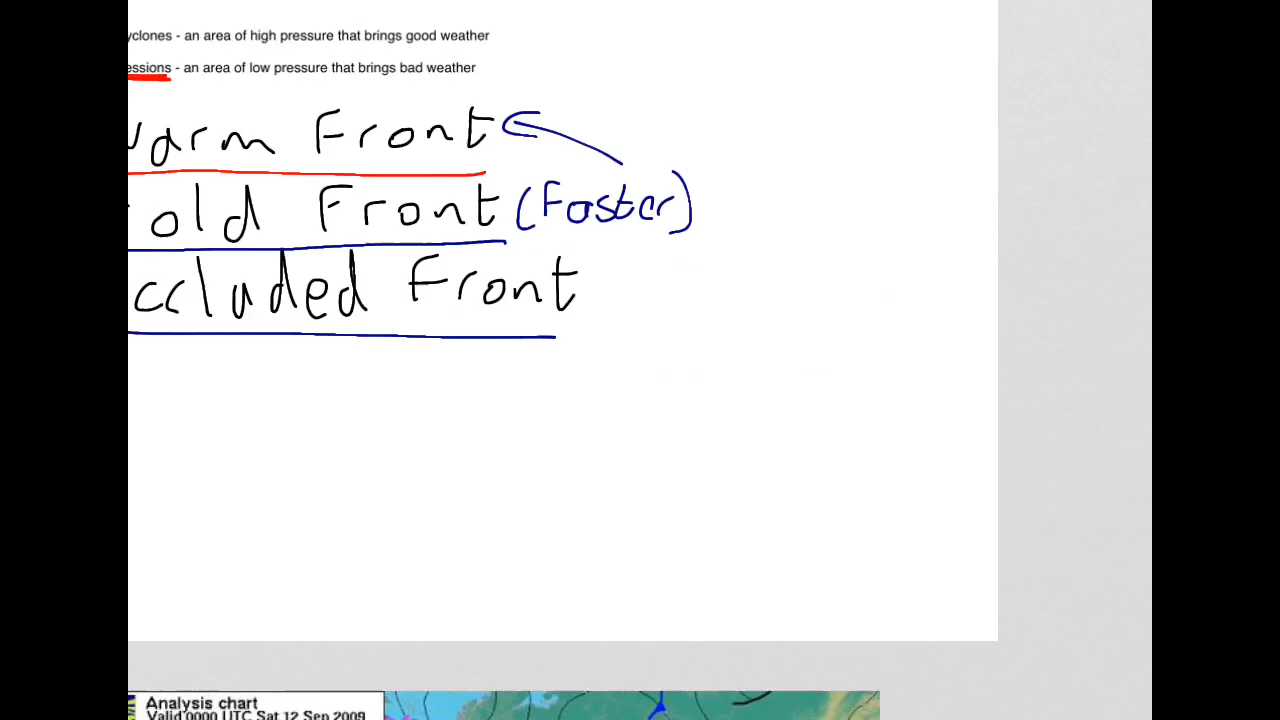 yclones - an area of high pressure that brings good weather
essions - an area of low pressure that brings bad weather
warm Front
old Front (Faster)
ccluded Front
Analysis chart
Valid 0000 UTC Sat 12 Sep 2009